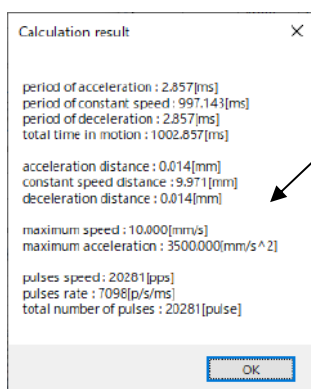 Calculation result
period of acceleration : 2.857[ms]
period of constant speed : 997.143[ms]
period of deceleration : 2.857[ms]
total time in motion : 1002.857[ms]
acceleration distance : 0.014[mm]
constant speed distance : 9.971[mm]
deceleration distance : 0.014[mm]
maximum speed : 10.000[mm/s]
maximum acceleration : 3500.000[mm/s^2]
pulses speed : 20281[pps]
pulses rate : 7098[p/s/ms]
total number of pulses : 20281[pulse]
OK